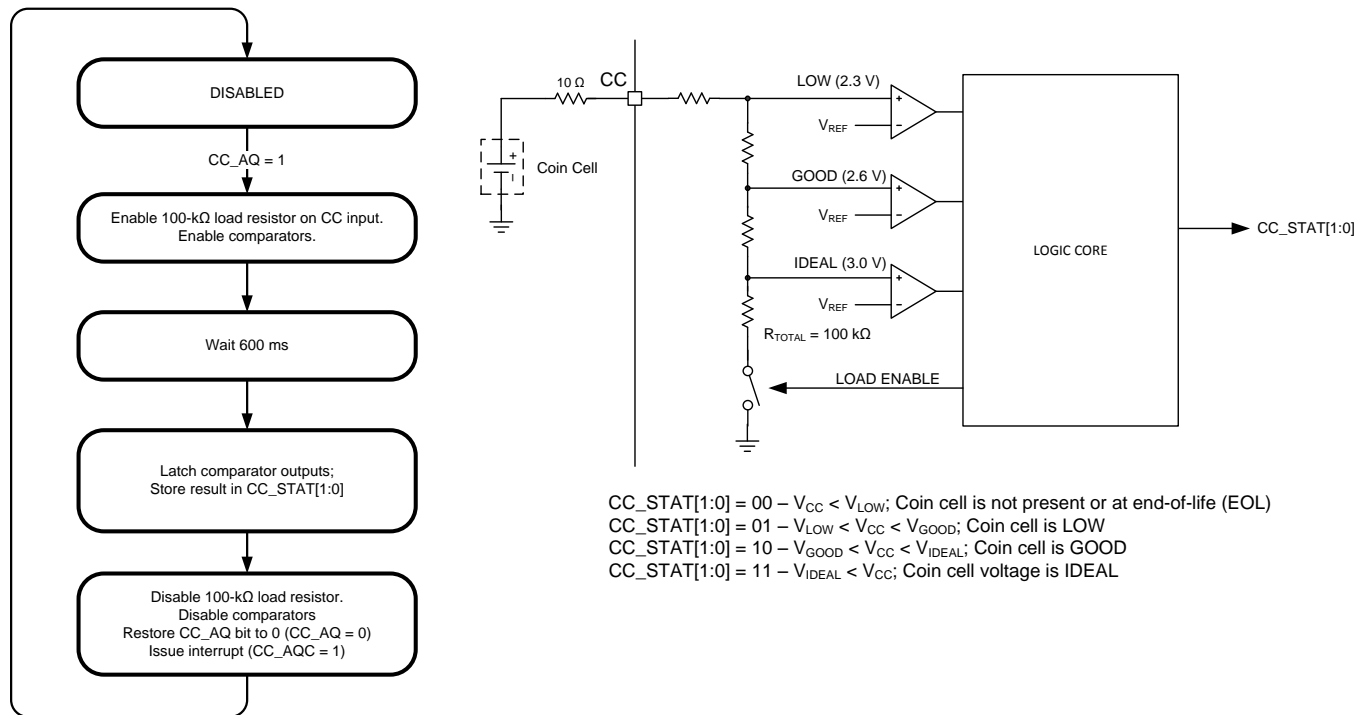 DISABLED
CC_AQ = 1
Enable 100-kΩ load resistor on CC input.
Enable comparators.
Wait 600 ms
Latch comparator outputs;
Store result in CC_STAT[1:0]
Disable 100-kΩ load resistor.
Disable comparators
Restore CC_AQ bit to 0 (CC_AQ = 0)
Issue interrupt (CC_AQC = 1)
10 Ω
CC
+
Coin Cell
LOW (2.3 V)
+
VREF
−
GOOD (2.6 V)
+
VREF
−
IDEAL (3.0 V)
+
VREF
−
RTOTAL = 100 kΩ
LOAD ENABLE
LOGIC CORE
CC_STAT[1:0]
CC_STAT[1:0] = 00 – VCC < VLOW; Coin cell is not present or at end-of-life (EOL)
CC_STAT[1:0] = 01 – VLOW < VCC < VGOOD; Coin cell is LOW
CC_STAT[1:0] = 10 – VGOOD < VCC < VIDEAL; Coin cell is GOOD
CC_STAT[1:0] = 11 – VIDEAL < VCC; Coin cell voltage is IDEAL